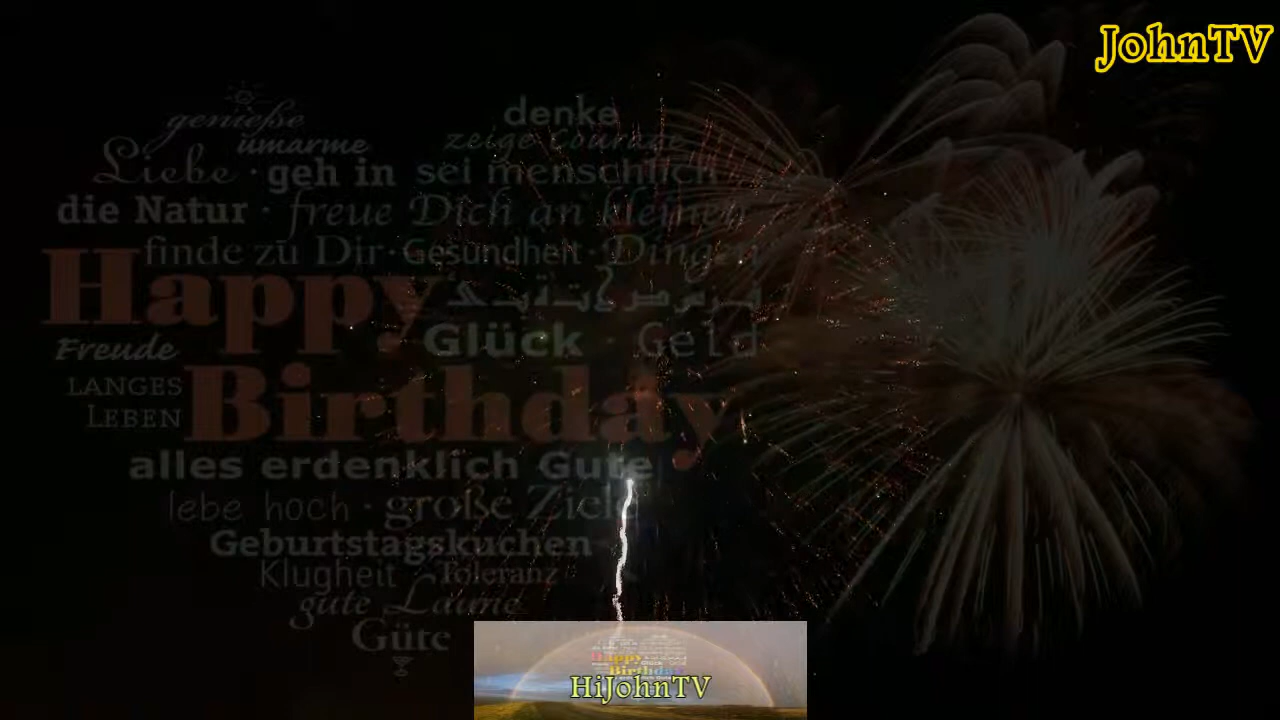 JohnTV
genieße
umarme
denke
zeige Courage
Liebe · geh in
sei menschlich
die Natur · freue Dich an kleinen
finde zu Dir · Gesundheit · Dingen
Happy
Glück · Geld
Freude
LANGES
LEBEN
Birthday
alles erdenklich Gute
lebe hoch · große Ziele
Geburtstagskuchen
Klugheit · Toleranz
gute Laune
Güte
Happy
Birthday
HiJohnTV